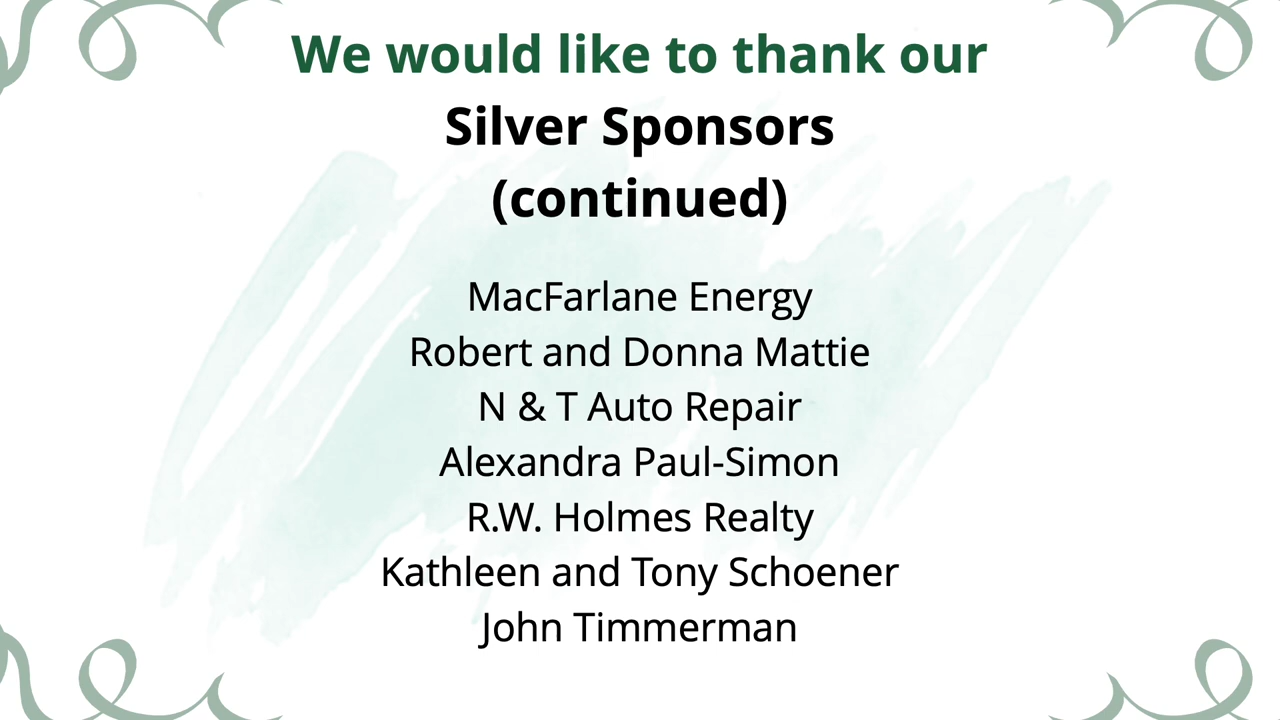 We would like to thank our
Silver Sponsors
(continued)
MacFarlane Energy
Robert and Donna Mattie
N & T Auto Repair
Alexandra Paul-Simon
R.W. Holmes Realty
Kathleen and Tony Schoener
John Timmerman